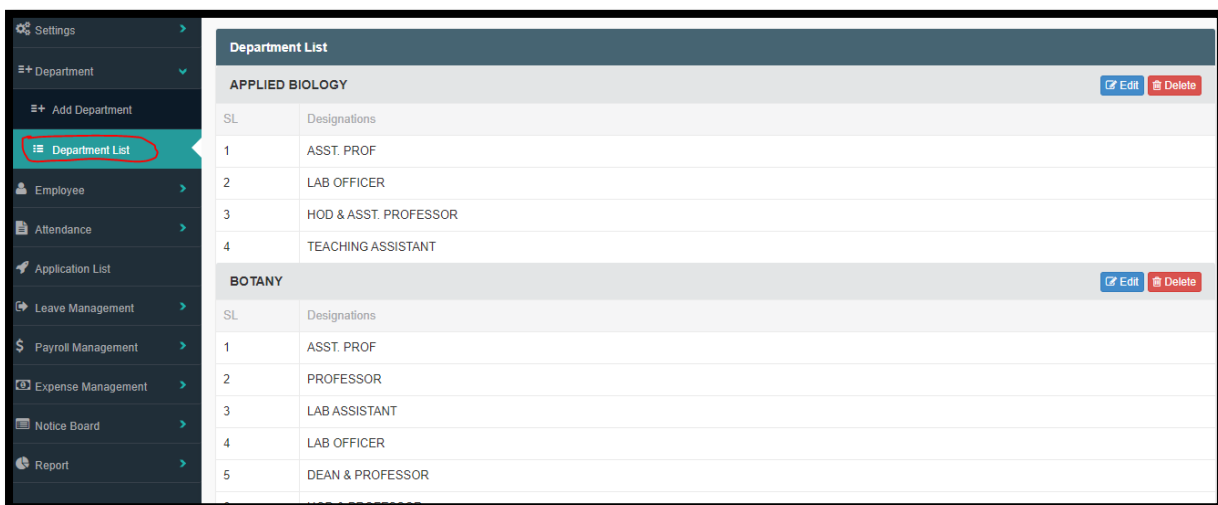 Settings
Department
Add Department
Department List
Employee
Attendance
Application List
Leave Management
Payroll Management
Expense Management
Notice Board
Report
Department List
APPLIED BIOLOGY Edit Delete
SL Designations
1 ASST. PROF
2 LAB OFFICER
3 HOD & ASST. PROFESSOR
4 TEACHING ASSISTANT
BOTANY Edit Delete
SL Designations
1 ASST. PROF
2 PROFESSOR
3 LAB ASSISTANT
4 LAB OFFICER
5 DEAN & PROFESSOR